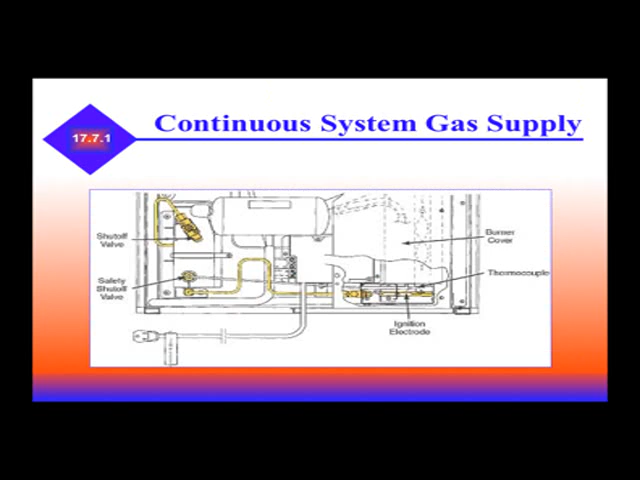 17.7.1
Continuous System Gas Supply
Shutoff
Valve
Safety
Shutoff
Valve
Burner
Cover
Thermocouple
Ignition
Electrode